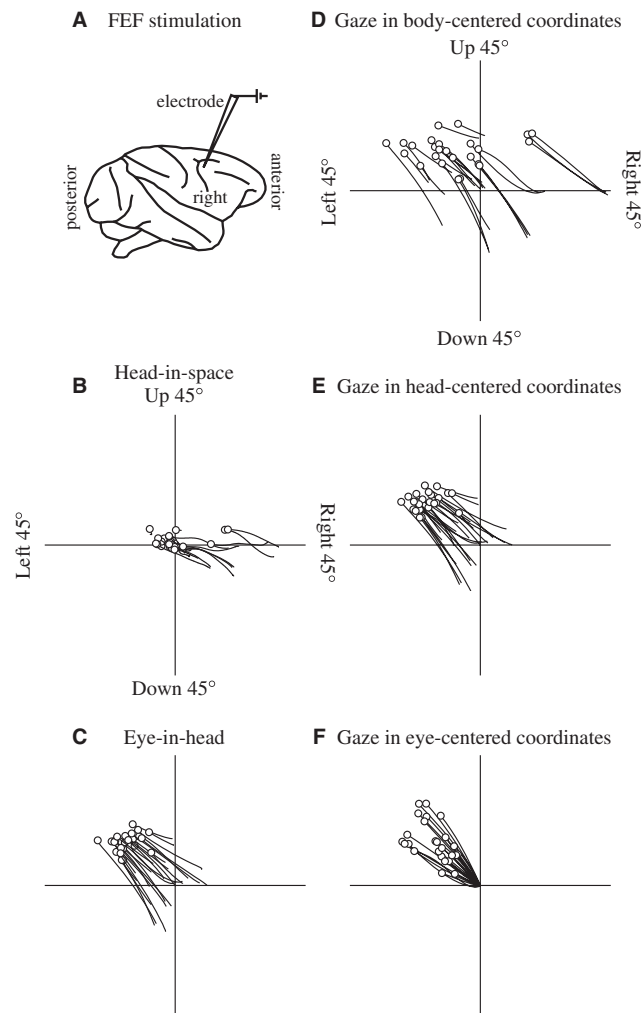 A FEF stimulation
electrode
posterior
right
anterior
B Head-in-space
Up 45°
Left 45°
Right 45°
Down 45°
C Eye-in-head
D Gaze in body-centered coordinates
Up 45°
Left 45°
Right 45°
Down 45°
E Gaze in head-centered coordinates
F Gaze in eye-centered coordinates